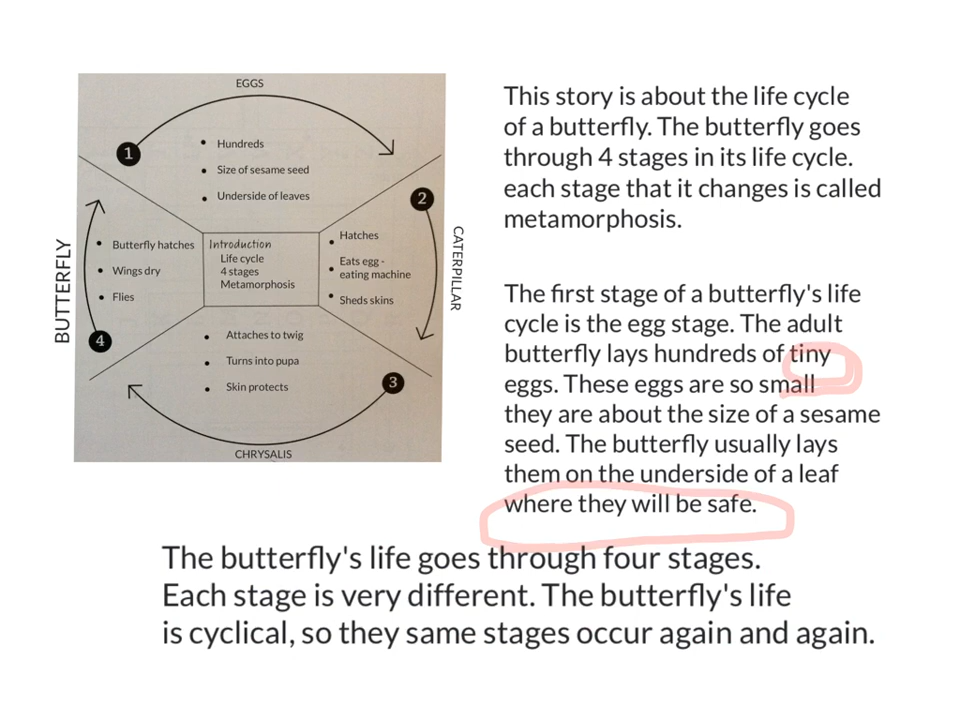 EGGS
1
Hundreds
Size of sesame seed
Underside of leaves
2
CATERPILLAR
Hatches
Eats egg -
eating machine
Sheds skins
Introduction
Life cycle
4 stages
Metamorphosis
BUTTERFLY
Butterfly hatches
Wings dry
Flies
4
Attaches to twig
Turns into pupa
Skin protects
3
CHRYSALIS
This story is about the life cycle
of a butterfly. The butterfly goes
through 4 stages in its life cycle.
each stage that it changes is called
metamorphosis.
The first stage of a butterfly's life
cycle is the egg stage. The adult
butterfly lays hundreds of tiny
eggs. These eggs are so small
they are about the size of a sesame
seed. The butterfly usually lays
them on the underside of a leaf
where they will be safe.
The butterfly's life goes through four stages.
Each stage is very different. The butterfly's life
is cyclical, so they same stages occur again and again.